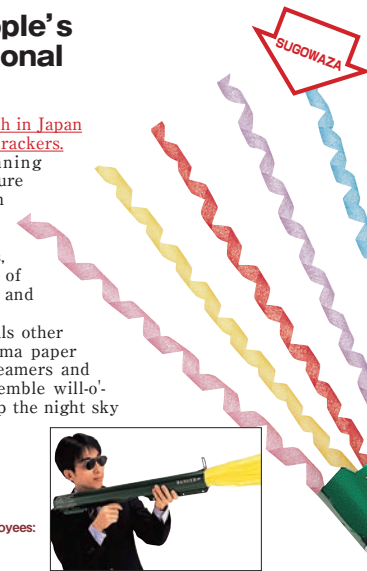 ople's
onal
SUGOWAZA
h in Japan
rackers.
nning
ure
n
,
of
and
ls other
ma paper
eamers and
emble will-o'-
p the night sky
oyees: